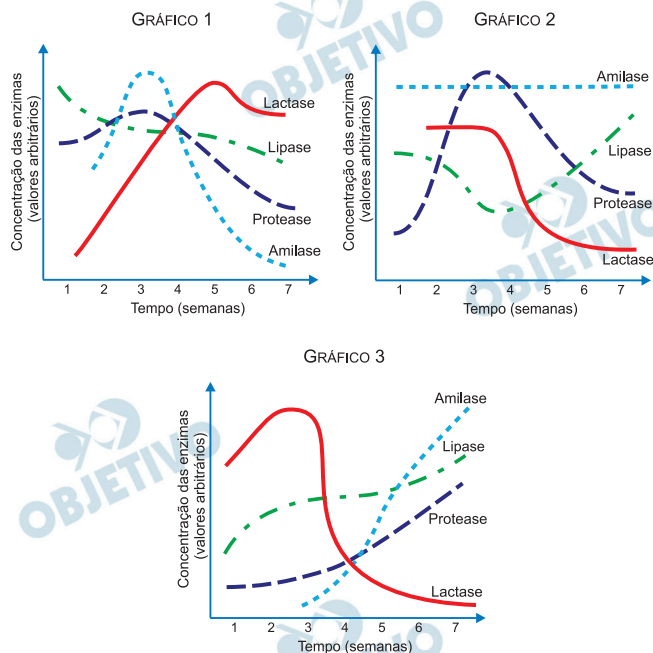 GRÁFICO 1
Concentração das enzimas
(valores arbitrários)
Lactase
Lipase
Protease
Amilase
1 2 3 4 5 6 7
Tempo (semanas)
GRÁFICO 2
Concentração das enzimas
(valores arbitrários)
Amilase
Lipase
Protease
Lactase
1 2 3 4 5 6 7
Tempo (semanas)
GRÁFICO 3
Concentração das enzimas
(valores arbitrários)
Amilase
Lipase
Protease
Lactase
1 2 3 4 5 6 7
Tempo (semanas)
OBJETIVO
OBJETIVO
OBJETIVO
OBJETIVO